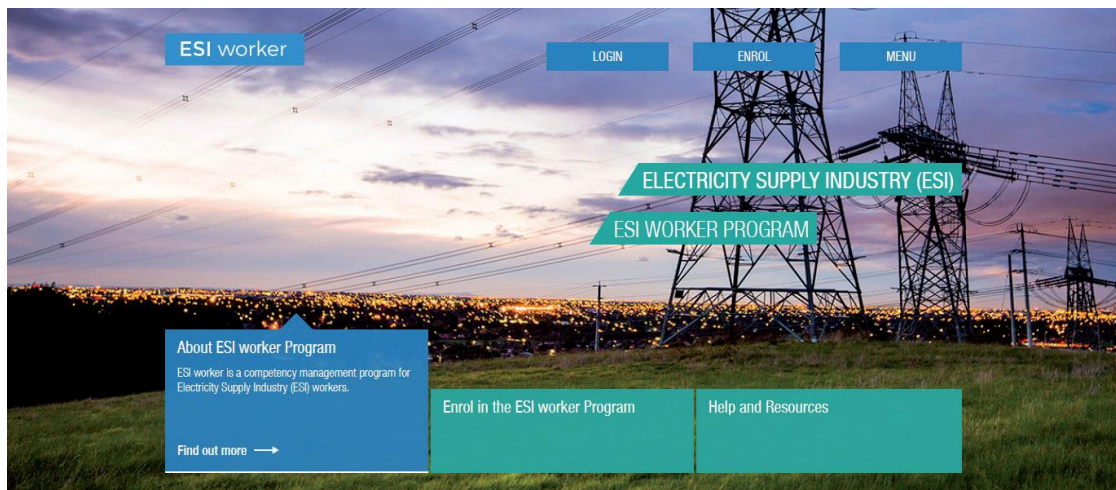 ESI worker
LOGIN
ENROL
MENU
ELECTRICITY SUPPLY INDUSTRY (ESI)
ESI WORKER PROGRAM
About ESI worker Program
ESI worker is a competency management program for
Electricity Supply Industry (ESI) workers.
Find out more
Enrol in the ESI worker Program
Help and Resources